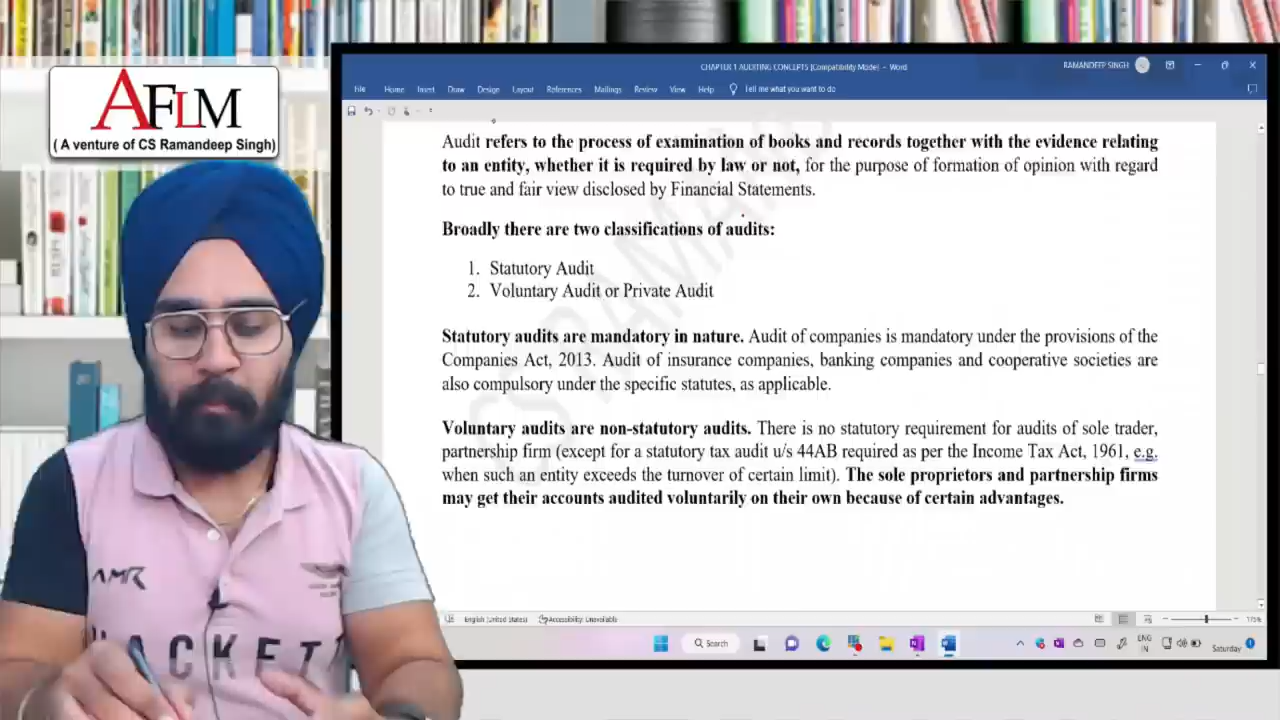 AFLM
( A venture of CS Ramandeep Singh)
CHAPTER 1 AUDITING CONCEPTS [Compatibility Mode] - Word
RAMANDEEP SINGH
File Home Insert Draw Design Layout References Mailings Review View Help Tell me what you want to do
Audit refers to the process of examination of books and records together with the evidence relating
to an entity, whether it is required by law or not, for the purpose of formation of opinion with regard
to true and fair view disclosed by Financial Statements.
Broadly there are two classifications of audits:
1. Statutory Audit
2. Voluntary Audit or Private Audit
Statutory audits are mandatory in nature. Audit of companies is mandatory under the provisions of the
Companies Act, 2013. Audit of insurance companies, banking companies and cooperative societies are
also compulsory under the specific statutes, as applicable.
Voluntary audits are non-statutory audits. There is no statutory requirement for audits of sole trader,
partnership firm (except for a statutory tax audit u/s 44AB required as per the Income Tax Act, 1961, e.g.
when such an entity exceeds the turnover of certain limit). The sole proprietors and partnership firms
may get their accounts audited voluntarily on their own because of certain advantages.
CS RAMAN
AMR
HACKETT
English (United States) Accessibility: Unavailable
175%
Search
ENG
IN
Saturday